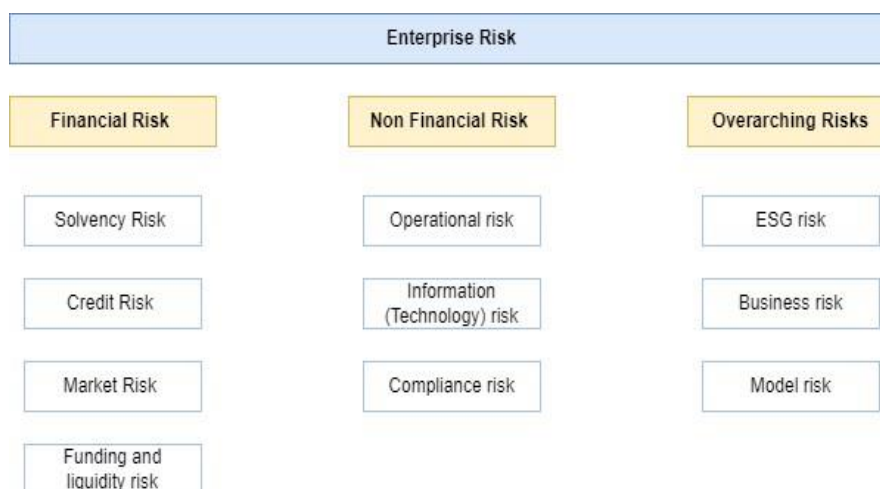 Enterprise Risk
Financial Risk
Non Financial Risk
Overarching Risks
Solvency Risk
Operational risk
ESG risk
Credit Risk
Information
(Technology) risk
Business risk
Market Risk
Compliance risk
Model risk
Funding and
liquidity risk